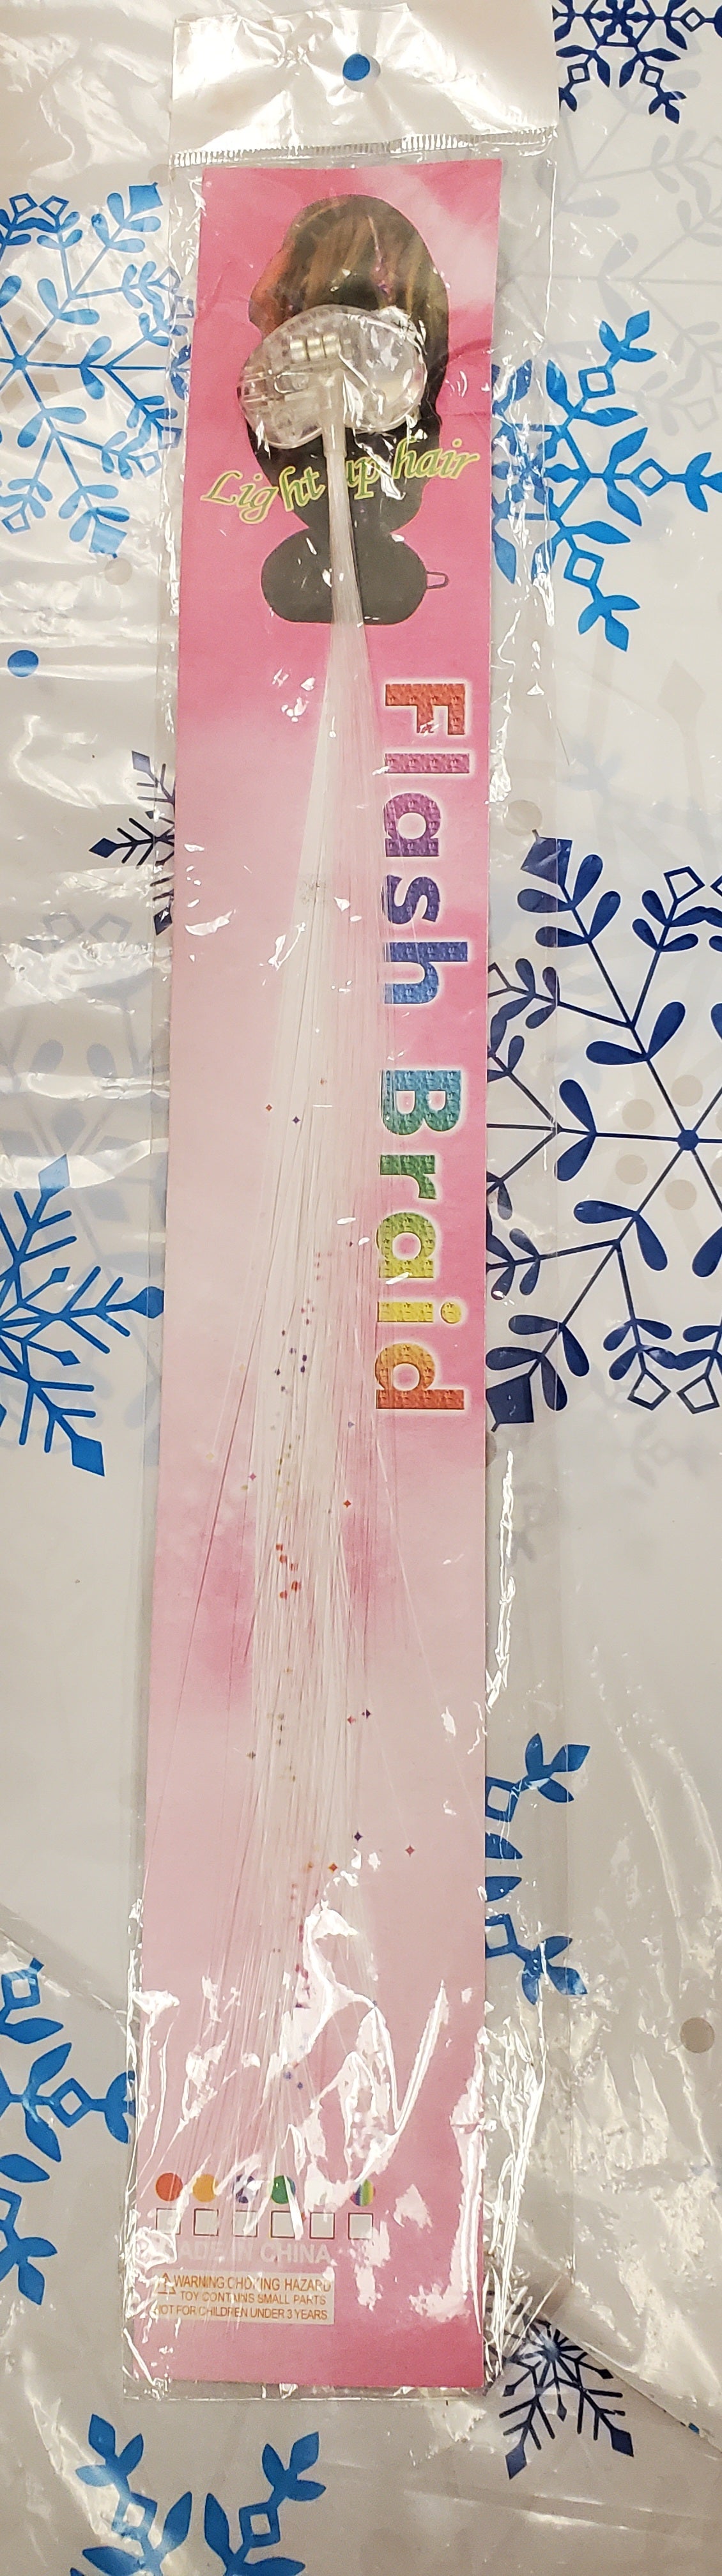 Light up hair
Flash Braid
MADE IN CHINA
WARNING CHOKING HAZARD
TOY CONTAINS SMALL PARTS
NOT FOR CHILDREN UNDER 3 YEARS